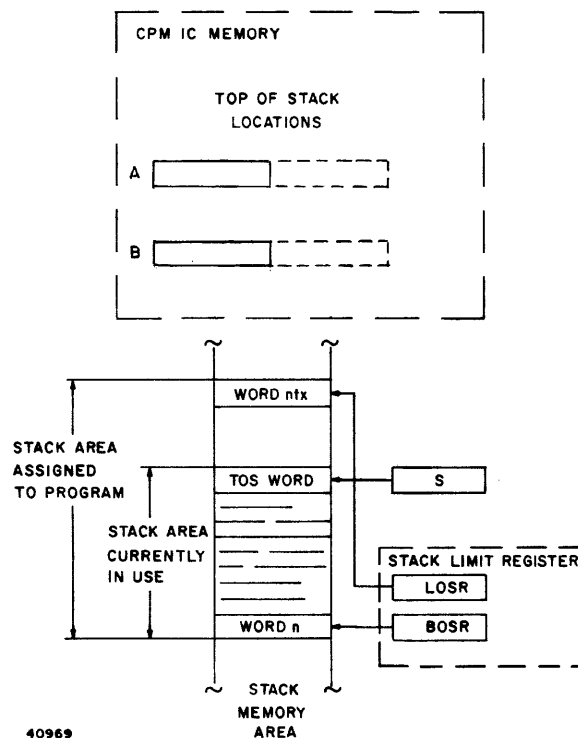 CPM IC MEMORY
TOP OF STACK
LOCATIONS
A
B
WORD n+x
STACK AREA
ASSIGNED
TO PROGRAM
TOS WORD
S
STACK AREA
CURRENTLY
IN USE
STACK LIMIT REGISTER
LOSR
WORD n
BOSR
STACK
MEMORY
AREA
40969